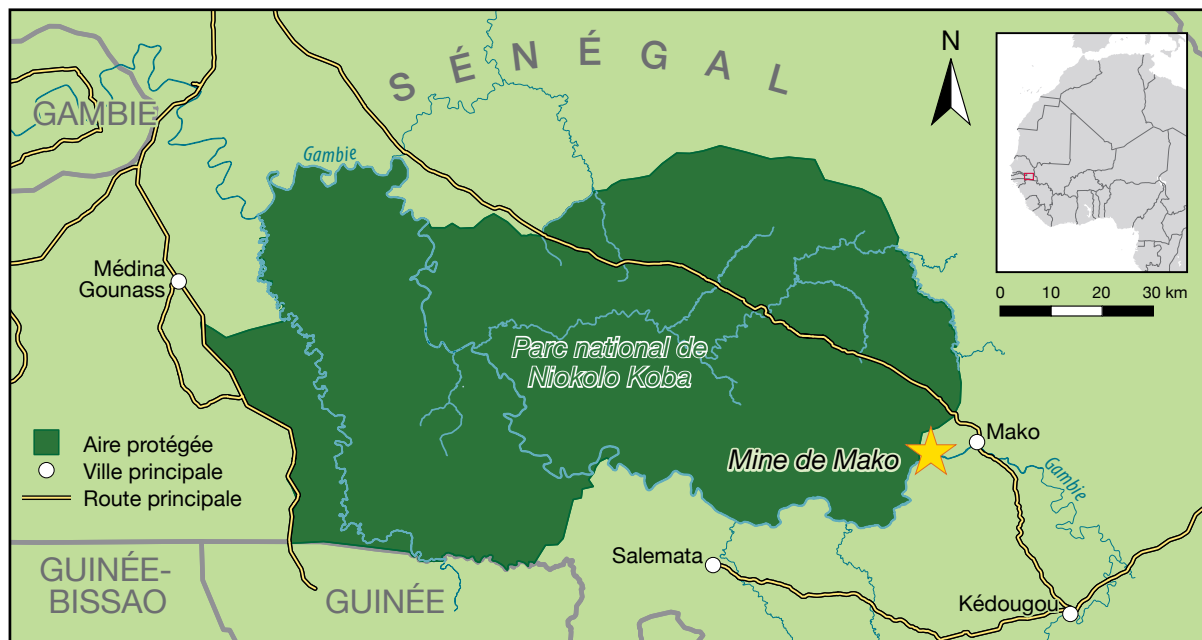 SÉNÉGAL
N
GAMBIE
Gambie
Médina
Gounass
0 10 20 30 km
Parc national de
Niokolo Koba
Aire protégée
Ville principale
Route principale
Mine de Mako
Mako
Gambie
Salemata
Kédougou
GUINÉE-
BISSAO
GUINÉE